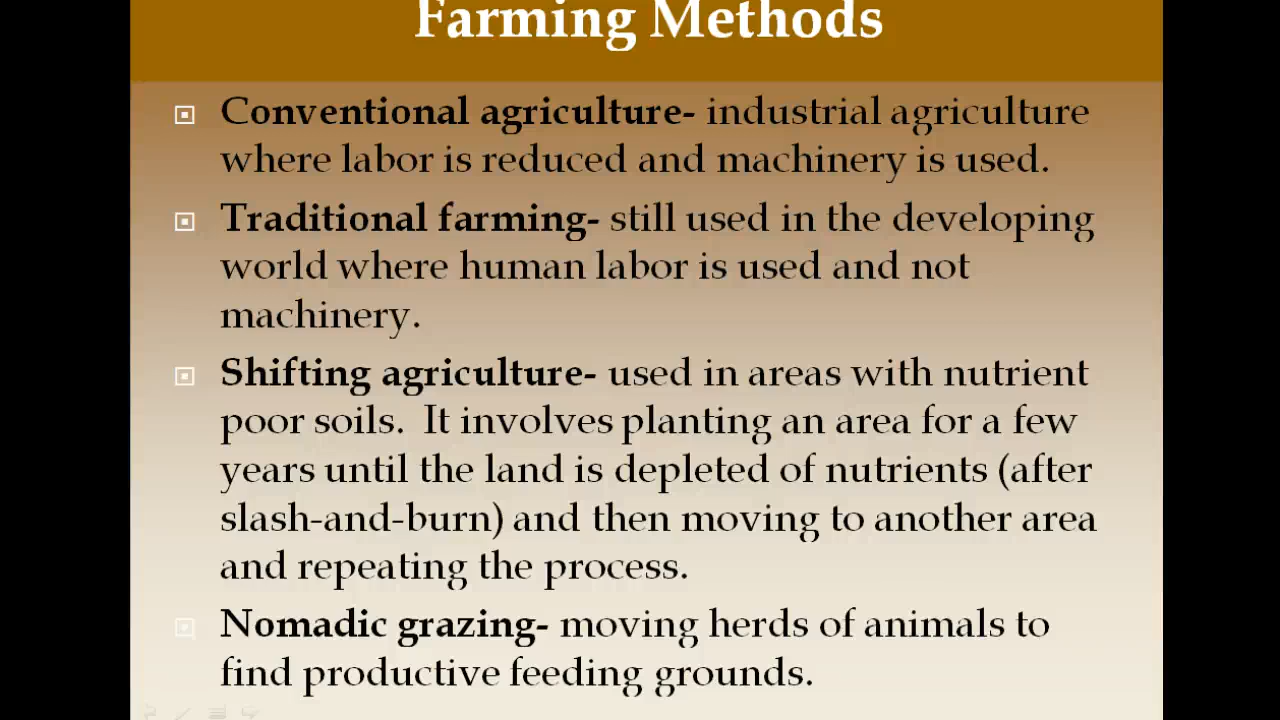 Farming Methods
Conventional agriculture- industrial agriculture
where labor is reduced and machinery is used.
Traditional farming- still used in the developing
world where human labor is used and not
machinery.
Shifting agriculture- used in areas with nutrient
poor soils.  It involves planting an area for a few
years until the land is depleted of nutrients (after
slash-and-burn) and then moving to another area
and repeating the process.
Nomadic grazing- moving herds of animals to
find productive feeding grounds.